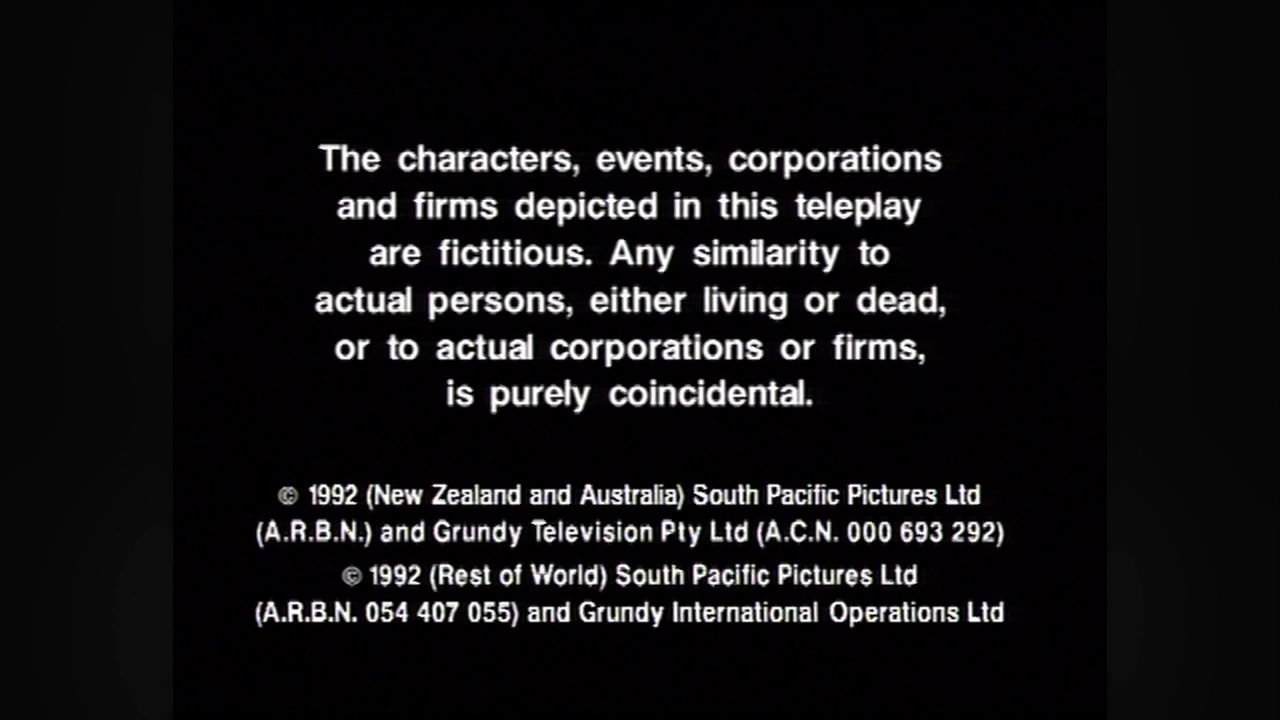 The characters, events, corporations
and firms depicted in this teleplay
are fictitious. Any similarity to
actual persons, either living or dead,
or to actual corporations or firms,
is purely coincidental.
© 1992 (New Zealand and Australia) South Pacific Pictures Ltd
(A.R.B.N.) and Grundy Television Pty Ltd (A.C.N. 000 693 292)
© 1992 (Rest of World) South Pacific Pictures Ltd
(A.R.B.N. 054 407 055) and Grundy International Operations Ltd